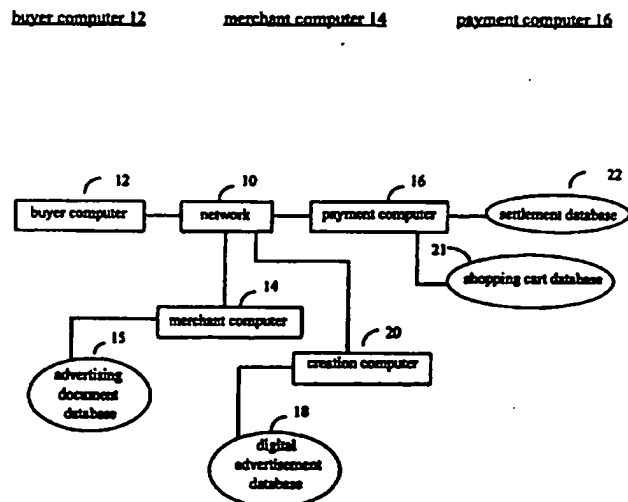 buyer computer 12
merchant computer 14
payment computer 16
12
10
16
22
buyer computer
network
payment computer
settlement database
21
shopping cart database
14
merchant computer
20
15
creation computer
advertising
document
database
18
digital
advertisement
database